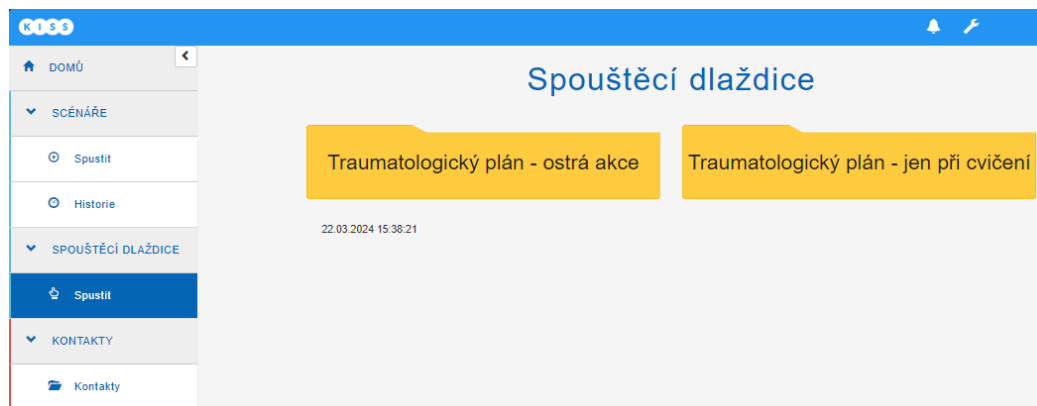 KISS
DOMŮ
SCÉNÁŘE
Spustit
Historie
SPOUŠTĚCÍ DLAŽDICE
Spustit
KONTAKTY
Kontakty
Spouštěcí dlaždice
Traumatologický plán - ostrá akce
Traumatologický plán - jen při cvičení
22.03.2024 15:38:21